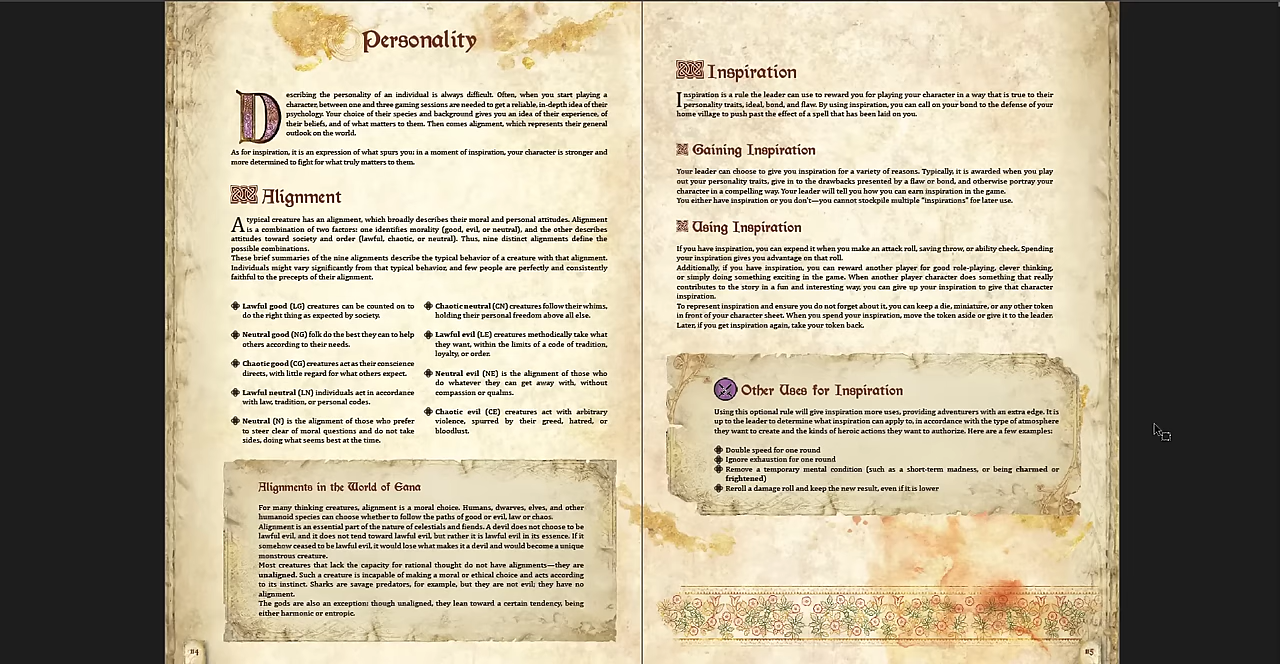 Personality
Describing the personality of an individual is always difficult. Often, when you start playing a
character, between one and three gaming sessions are needed to get a reliable, in-depth idea of their
psychology. Your choice of their species and background gives you an idea of their experience, of
their beliefs, and of what matters to them. Then comes alignment, which represents their general
outlook on the world.
As for inspiration, it is an expression of what spurs you: in a moment of inspiration, your character is stronger and
more determined to fight for what truly matters to them.
Alignment
A typical creature has an alignment, which broadly describes their moral and personal attitudes. Alignment
is a combination of two factors: one identifies morality (good, evil, or neutral), and the other describes
attitudes toward society and order (lawful, chaotic, or neutral). Thus, nine distinct alignments define the
possible combinations.
These brief summaries of the nine alignments describe the typical behavior of a creature with that alignment.
Individuals might vary significantly from that typical behavior, and few people are perfectly and consistently
faithful to the precepts of their alignment.
Lawful good (LG) creatures can be counted on to
do the right thing as expected by society.
Neutral good (NG) folk do the best they can to help
others according to their needs.
Chaotic good (CG) creatures act as their conscience
directs, with little regard for what others expect.
Lawful neutral (LN) individuals act in accordance
with law, tradition, or personal codes.
Neutral (N) is the alignment of those who prefer
to steer clear of moral questions and do not take
sides, doing what seems best at the time.
Chaotic neutral (CN) creatures follow their whims,
holding their personal freedom above all else.
Lawful evil (LE) creatures methodically take what
they want, within the limits of a code of tradition,
loyalty, or order.
Neutral evil (NE) is the alignment of those who
do whatever they can get away with, without
compassion or qualms.
Chaotic evil (CE) creatures act with arbitrary
violence, spurred by their greed, hatred, or
bloodlust.
Alignments in the World of Eana
For many thinking creatures, alignment is a moral choice. Humans, dwarves, elves, and other
humanoid species can choose whether to follow the paths of good or evil, law or chaos.
Alignment is an essential part of the nature of celestials and fiends. A devil does not choose to be
lawful evil, and it does not tend toward lawful evil, but rather it is lawful evil in its essence. If it
somehow ceased to be lawful evil, it would lose what makes it a devil and would become a unique
monstrous creature.
Most creatures that lack the capacity for rational thought do not have alignments—they are
unaligned. Such a creature is incapable of making a moral or ethical choice and acts according
to its instinct. Sharks are savage predators, for example, but they are not evil; they have no
alignment.
The gods are also an exception: though unaligned, they lean toward a certain tendency, being
either harmonic or entropic.
114
Inspiration
Inspiration is a rule the leader can use to reward you for playing your character in a way that is true to their
personality traits, ideal, bond, and flaw. By using inspiration, you can call on your bond to the defense of your
home village to push past the effect of a spell that has been laid on you.
Gaining Inspiration
Your leader can choose to give you inspiration for a variety of reasons. Typically, it is awarded when you play
out your personality traits, give in to the drawbacks presented by a flaw or bond, and otherwise portray your
character in a compelling way. Your leader will tell you how you can earn inspiration in the game.
You either have inspiration or you don't—you cannot stockpile multiple "inspirations" for later use.
Using Inspiration
If you have inspiration, you can expend it when you make an attack roll, saving throw, or ability check. Spending
your inspiration gives you advantage on that roll.
Additionally, if you have inspiration, you can reward another player for good role-playing, clever thinking,
or simply doing something exciting in the game. When another player character does something that really
contributes to the story in a fun and interesting way, you can give up your inspiration to give that character
inspiration.
To represent inspiration and ensure you do not forget about it, you can keep a die, miniature, or any other token
in front of your character sheet. When you spend your inspiration, move the token aside or give it to the leader.
Later, if you get inspiration again, take your token back.
Other Uses for Inspiration
Using this optional rule will give inspiration more uses, providing adventurers with an extra edge. It is
up to the leader to determine what inspiration can apply to, in accordance with the type of atmosphere
they want to create and the kinds of heroic actions they want to authorize. Here are a few examples:
Double speed for one round
Ignore exhaustion for one round
Remove a temporary mental condition (such as a short-term madness, or being charmed or
frightened)
Reroll a damage roll and keep the new result, even if it is lower
115